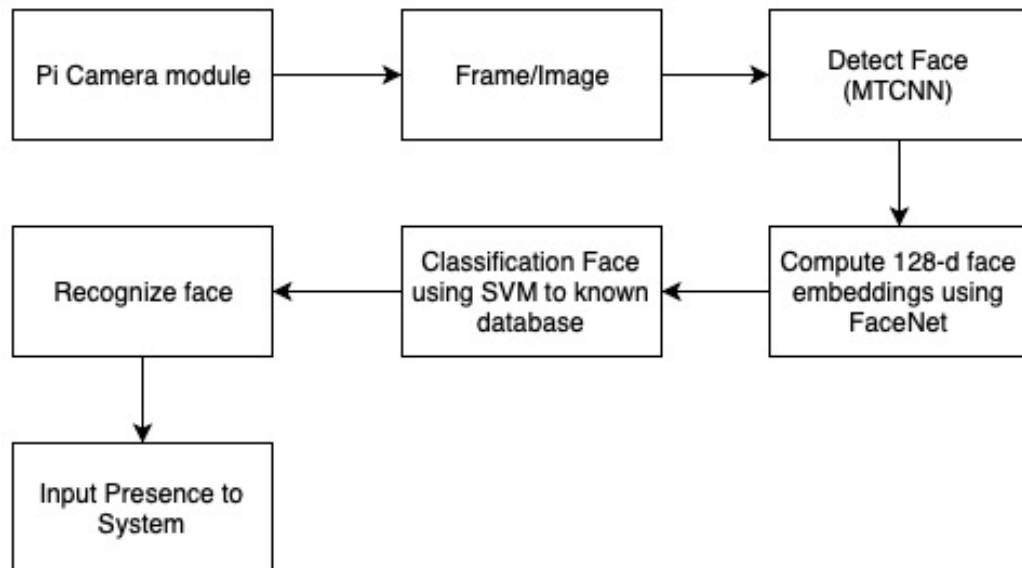 Pi Camera module
Frame/Image
Detect Face
(MTCNN)
Compute 128-d face
embeddings using
FaceNet
Classification Face
using SVM to known
database
Recognize face
Input Presence to
System